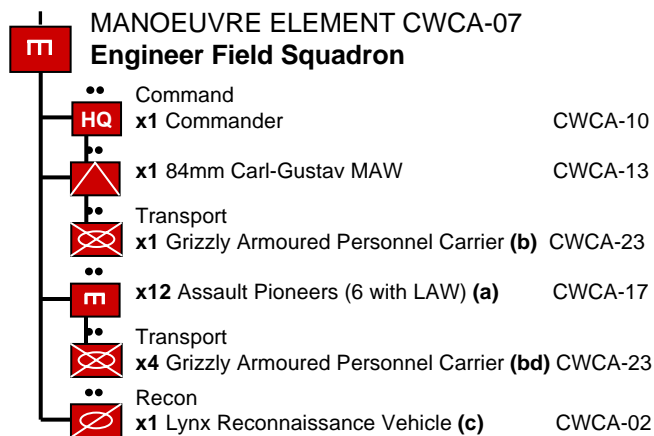 MANOEUVRE ELEMENT CWCA-07
Engineer Field Squadron
Command
HQ x1 Commander CWCA-10
x1 84mm Carl-Gustav MAW CWCA-13
Transport
x1 Grizzly Armoured Personnel Carrier (b) CWCA-23
x12 Assault Pioneers (6 with LAW) (a) CWCA-17
Transport
x4 Grizzly Armoured Personnel Carrier (bd) CWCA-23
Recon
x1 Lynx Reconnaissance Vehicle (c) CWCA-02